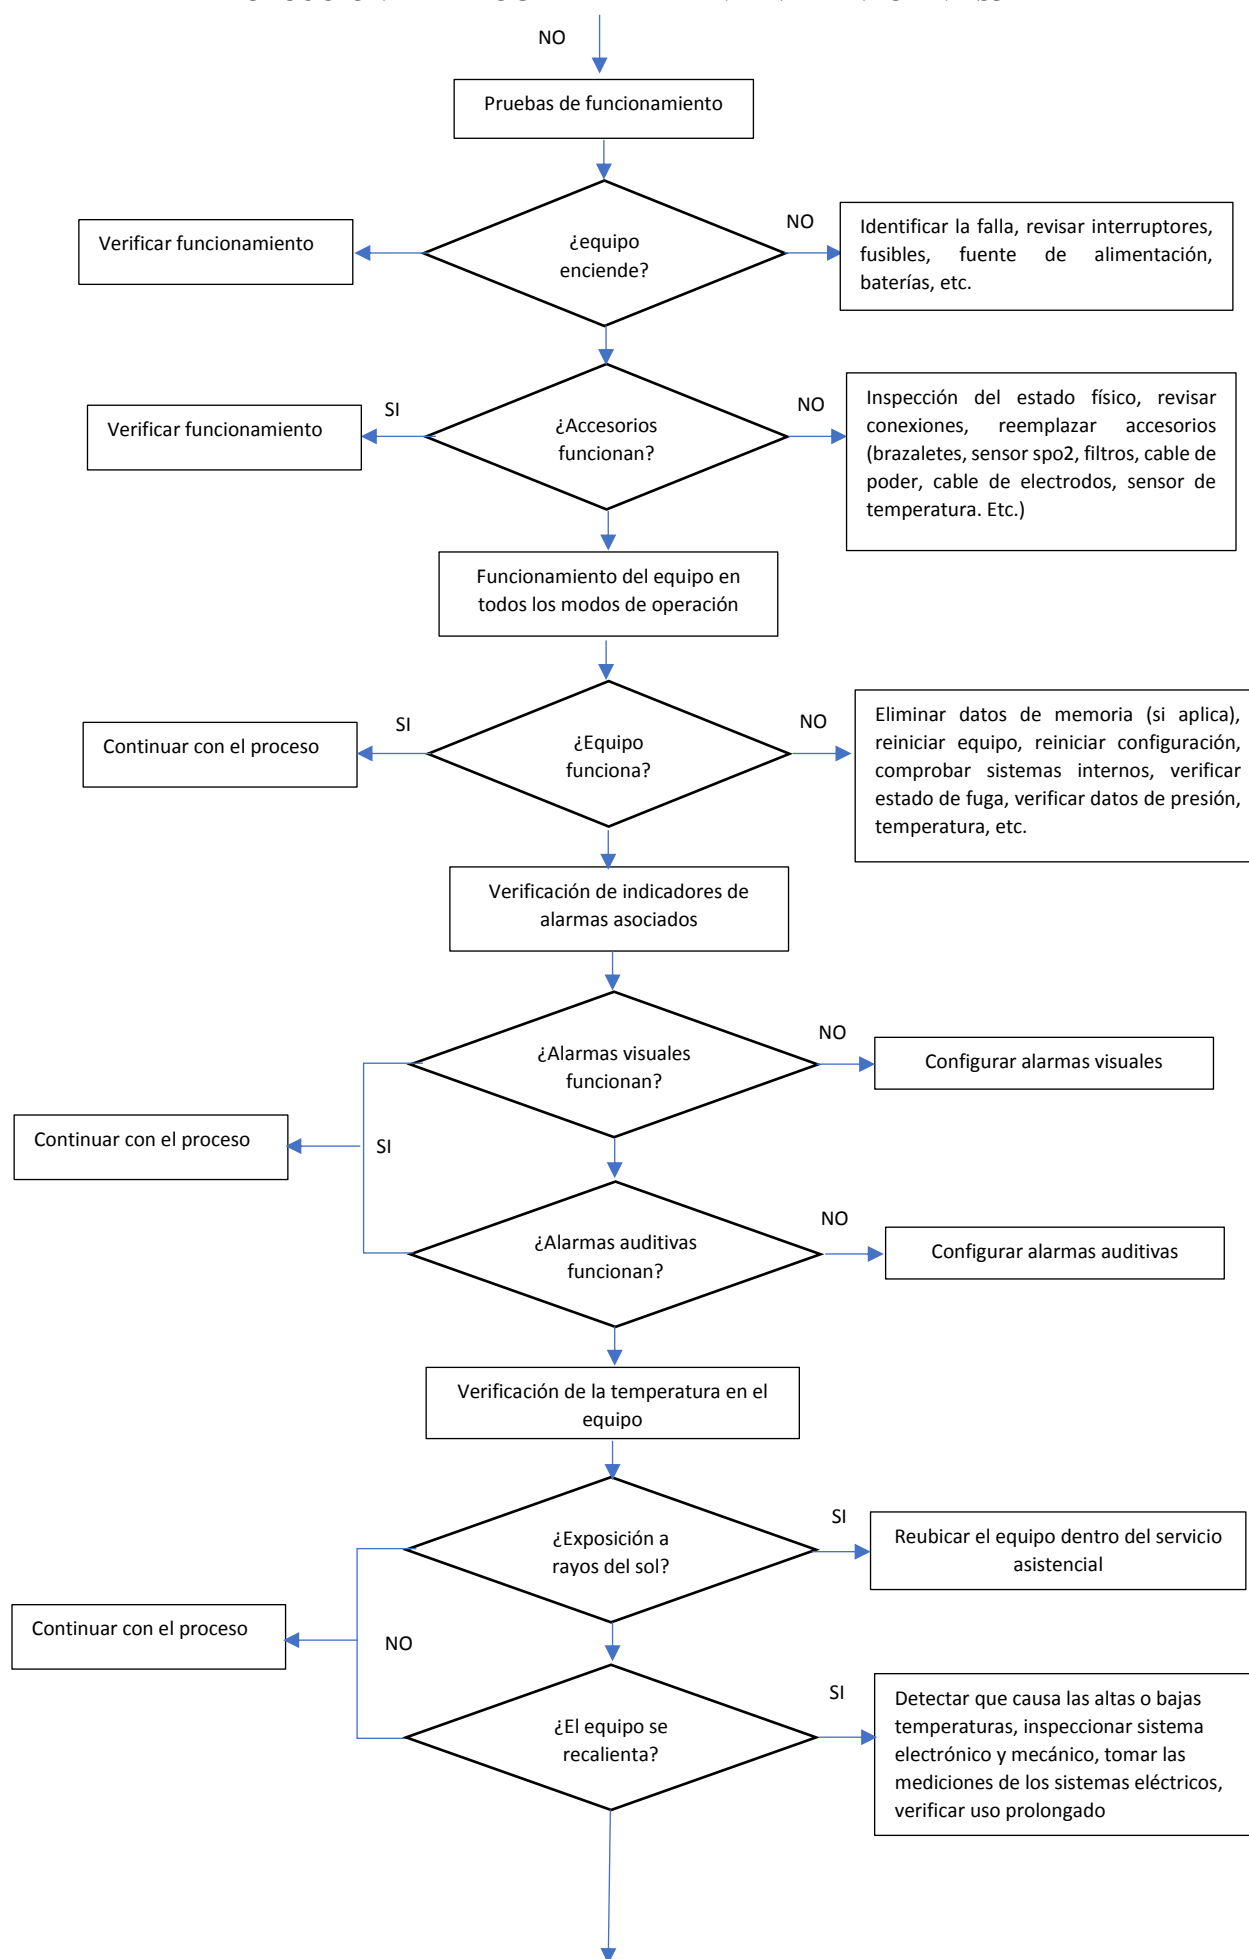 NO
Pruebas de funcionamiento
¿equipo
enciende?
Verificar funcionamiento
NO
Identificar la falla, revisar interruptores,
fusibles, fuente de alimentación,
baterías, etc.
¿Accesorios
funcionan?
SI
Verificar funcionamiento
NO
Inspección del estado físico, revisar
conexiones, reemplazar accesorios
(brazaletes, sensor spo2, filtros, cable de
poder, cable de electrodos, sensor de
temperatura. Etc.)
Funcionamiento del equipo en
todos los modos de operación
¿Equipo
funciona?
SI
Continuar con el proceso
NO
Eliminar datos de memoria (si aplica),
reiniciar equipo, reiniciar configuración,
comprobar sistemas internos, verificar
estado de fuga, verificar datos de presión,
temperatura, etc.
Verificación de indicadores de
alarmas asociados
¿Alarmas visuales
funcionan?
NO
Configurar alarmas visuales
Continuar con el proceso
SI
¿Alarmas auditivas
funcionan?
NO
Configurar alarmas auditivas
Verificación de la temperatura en el
equipo
¿Exposición a
rayos del sol?
SI
Reubicar el equipo dentro del servicio
asistencial
Continuar con el proceso
NO
¿El equipo se
recalienta?
SI
Detectar que causa las altas o bajas
temperaturas, inspeccionar sistema
electrónico y mecánico, tomar las
mediciones de los sistemas eléctricos,
verificar uso prolongado